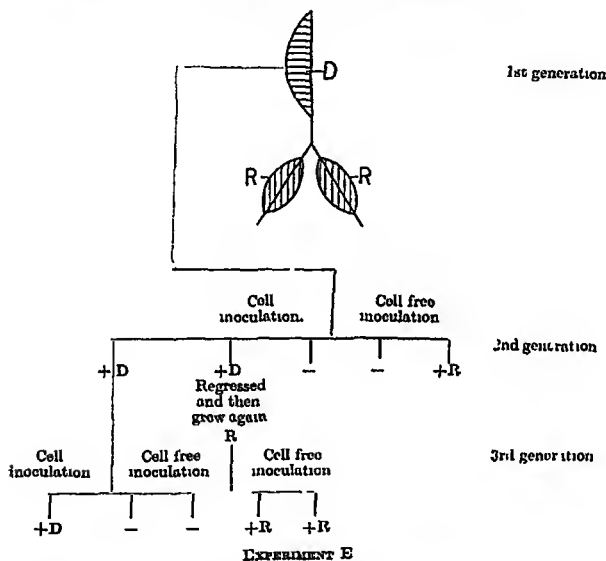 D
1st generation
R R
Cell inoculation.
Cell free inoculation
2nd generation
+D +D - - +R
Regressed
and then
grow again
R
Cell inoculation
Cell free inoculation
Cell free inoculation
3rd generation
+D - - +R +R
EXPERIMENT E